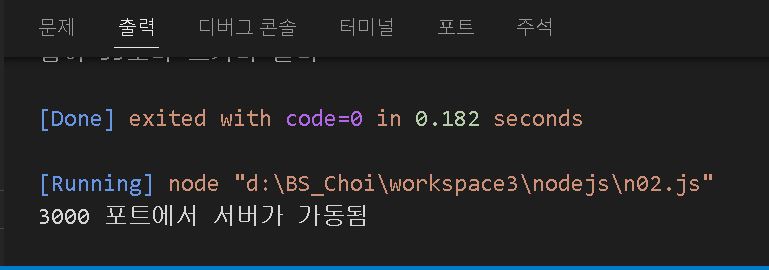 문제 출력 디버그 콘솔 터미널 포트 주석
[Done] exited with code=0 in 0.182 seconds
[Running] node "d:\BS_Choi\workspace3\nodejs\n02.js"
3000 포트에서 서버가 가동됨